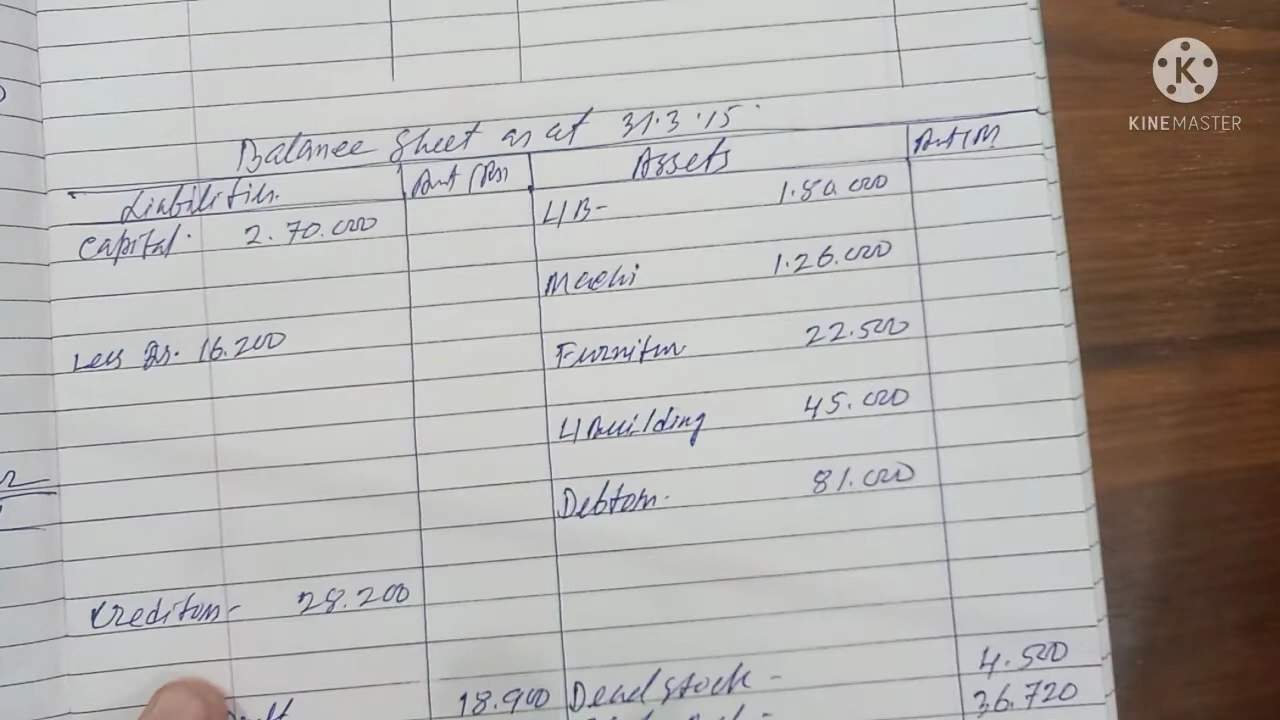 Balance Sheet as at 31.3.15
Liabilities Amt (Rs) Assets Amt (Rs)
Capital. 2.70.000
LB- 1.80.000
Machi 1.26.000
Less Drs. 16.200
Furnitur 22.500
L Building 45.000
Debtors. 81.000
Creditors- 28.200
18.900 Dead stock - 4.500
36.720
K
KINEMASTER